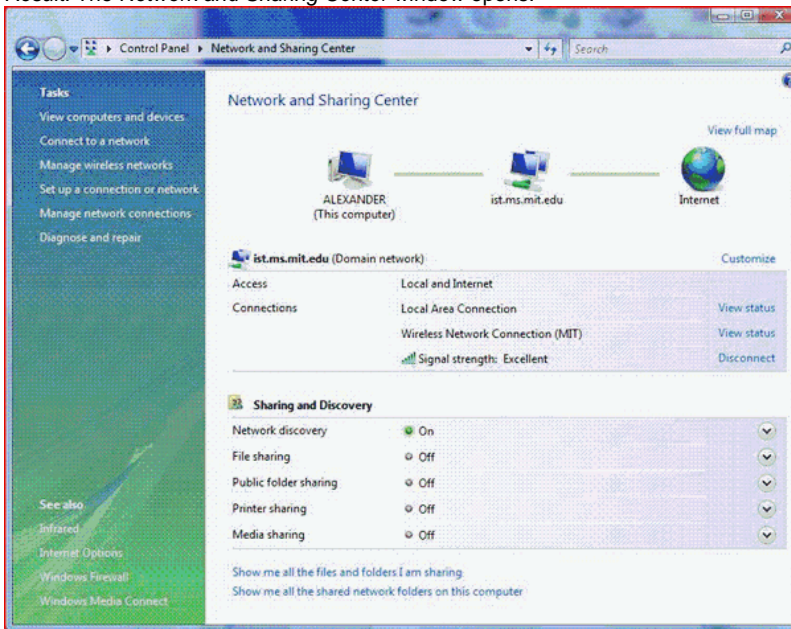 Result: The Network and Sharing Center window opens.
Control Panel Network and Sharing Center
Search
Tasks
View computers and devices
Connect to a network
Manage wireless networks
Set up a connection or network
Manage network connections
Diagnose and repair
See also
Infrared
Internet Options
Windows Firewall
Windows Media Connect
Network and Sharing Center
View full map
ALEXANDER
(This computer)
ist.ms.mit.edu
Internet
ist.ms.mit.edu (Domain network)
Customize
Access Local and Internet
Connections Local Area Connection View status
Wireless Network Connection (MIT) View status
Signal strength: Excellent Disconnect
Sharing and Discovery
Network discovery On
File sharing Off
Public folder sharing Off
Printer sharing Off
Media sharing Off
Show me all the files and folders I am sharing
Show me all the shared network folders on this computer